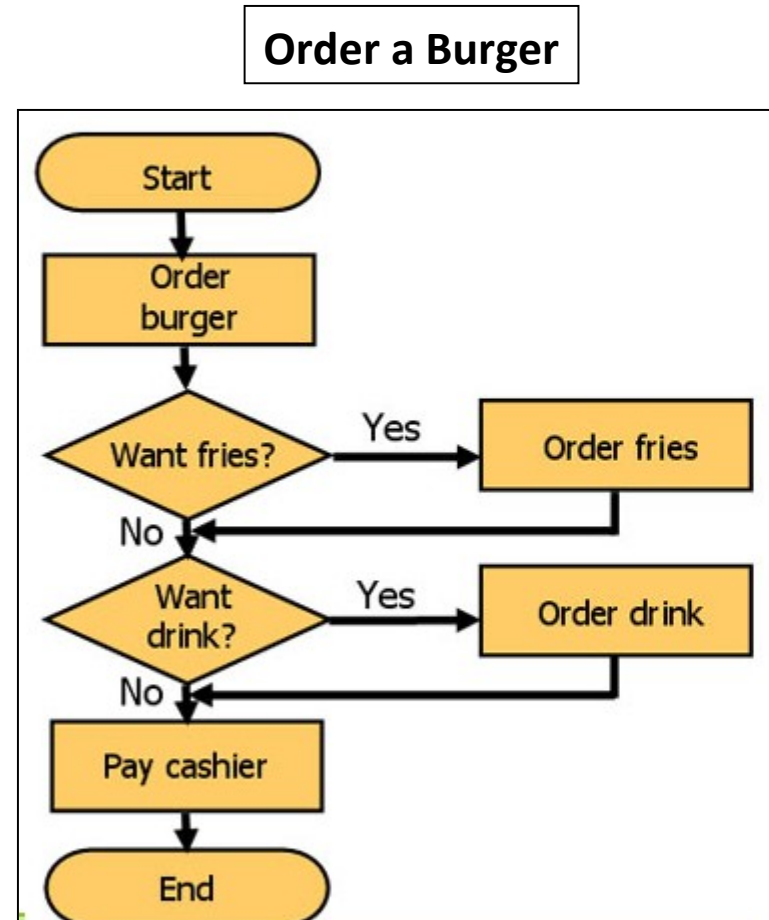 Order a Burger
Start
Order
burger
Want fries?
Yes
Order fries
No
Want
drink?
Yes
Order drink
No
Pay cashier
End